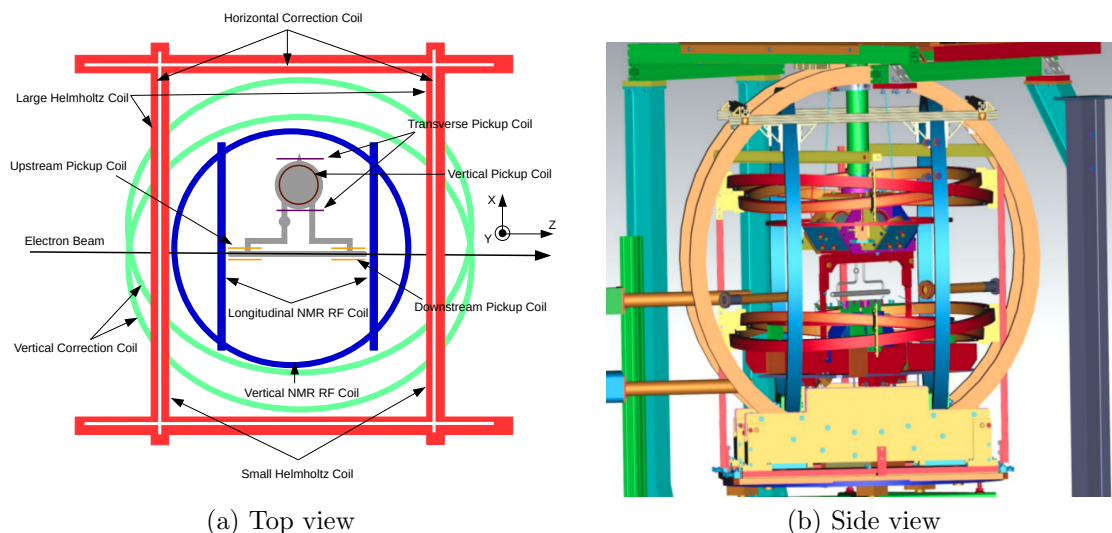 Horizontal Correction Coil
Large Helmholtz Coil
Transverse Pickup Coil
Upstream Pickup Coil
Vertical Pickup Coil
X
Z
Y
Electron Beam
Downstream Pickup Coil
Longitudinal NMR RF Coil
Vertical Correction Coil
Vertical NMR RF Coil
Small Helmholtz Coil
(a) Top view
(b) Side view